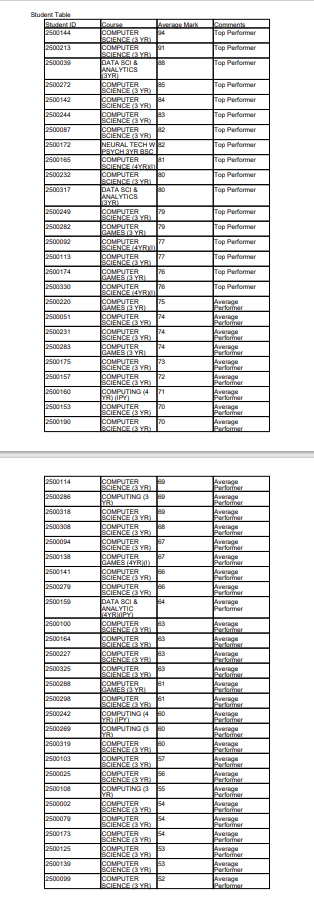 Student Table
Student ID Course Average Mark Comments
2500144 COMPUTER SCIENCE (3 YR) 94 Top Performer
2500213 COMPUTER SCIENCE (3 YR) 91 Top Performer
2500039 DATA SCI & ANALYTICS (3YR) 88 Top Performer
2500272 COMPUTER SCIENCE (3 YR) 85 Top Performer
2500142 COMPUTER SCIENCE (3 YR) 84 Top Performer
2500244 COMPUTER SCIENCE (3 YR) 83 Top Performer
2500087 COMPUTER SCIENCE (3 YR) 82 Top Performer
2500172 NEURAL TECH W PSYCH 3YR BSC 82 Top Performer
2500165 COMPUTER SCIENCE (4YR)(I) 81 Top Performer
2500232 COMPUTER SCIENCE (3 YR) 80 Top Performer
2500317 DATA SCI & ANALYTICS (3YR) 80 Top Performer
2500249 COMPUTER SCIENCE (3 YR) 79 Top Performer
2500282 COMPUTER GAMES (3 YR) 79 Top Performer
2500092 COMPUTER SCIENCE (4YR)(I) 77 Top Performer
2500113 COMPUTER SCIENCE (3 YR) 77 Top Performer
2500174 COMPUTER GAMES (3 YR) 76 Top Performer
2500330 COMPUTER SCIENCE (4YR)(I) 76 Top Performer
2500220 COMPUTER GAMES (3 YR) 75 Average Performer
2500051 COMPUTER SCIENCE (3 YR) 74 Average Performer
2500231 COMPUTER SCIENCE (3 YR) 74 Average Performer
2500283 COMPUTER GAMES (3 YR) 74 Average Performer
2500175 COMPUTER SCIENCE (3 YR) 73 Average Performer
2500157 COMPUTER SCIENCE (3 YR) 72 Average Performer
2500160 COMPUTING (4 YR) (IPY) 71 Average Performer
2500153 COMPUTER SCIENCE (3 YR) 70 Average Performer
2500190 COMPUTER SCIENCE (3 YR) 70 Average Performer
2500114 COMPUTER SCIENCE (3 YR) 69 Average Performer
2500286 COMPUTING (3 YR) 69 Average Performer
2500318 COMPUTER SCIENCE (3 YR) 69 Average Performer
2500308 COMPUTER SCIENCE (3 YR) 68 Average Performer
2500094 COMPUTER SCIENCE (3 YR) 67 Average Performer
2500138 COMPUTER GAMES (4YR)(I) 67 Average Performer
2500141 COMPUTER SCIENCE (3 YR) 66 Average Performer
2500279 COMPUTER SCIENCE (3 YR) 66 Average Performer
2500159 DATA SCI & ANALYTIC (4YR)(IPY) 64 Average Performer
2500100 COMPUTER SCIENCE (3 YR) 63 Average Performer
2500164 COMPUTER SCIENCE (3 YR) 63 Average Performer
2500227 COMPUTER SCIENCE (3 YR) 63 Average Performer
2500325 COMPUTER SCIENCE (3 YR) 63 Average Performer
2500288 COMPUTER GAMES (3 YR) 61 Average Performer
2500298 COMPUTER SCIENCE (3 YR) 61 Average Performer
2500242 COMPUTING (4 YR) (IPY) 60 Average Performer
2500269 COMPUTING (3 YR) 60 Average Performer
2500319 COMPUTER SCIENCE (3 YR) 60 Average Performer
2500103 COMPUTER SCIENCE (3 YR) 57 Average Performer
2500025 COMPUTER SCIENCE (3 YR) 56 Average Performer
2500108 COMPUTING (3 YR) 55 Average Performer
2500002 COMPUTER SCIENCE (3 YR) 54 Average Performer
2500079 COMPUTER SCIENCE (3 YR) 54 Average Performer
2500173 COMPUTER SCIENCE (3 YR) 54 Average Performer
2500125 COMPUTER SCIENCE (3 YR) 53 Average Performer
2500139 COMPUTER SCIENCE (3 YR) 53 Average Performer
2500099 COMPUTER SCIENCE (3 YR) 52 Average Performer